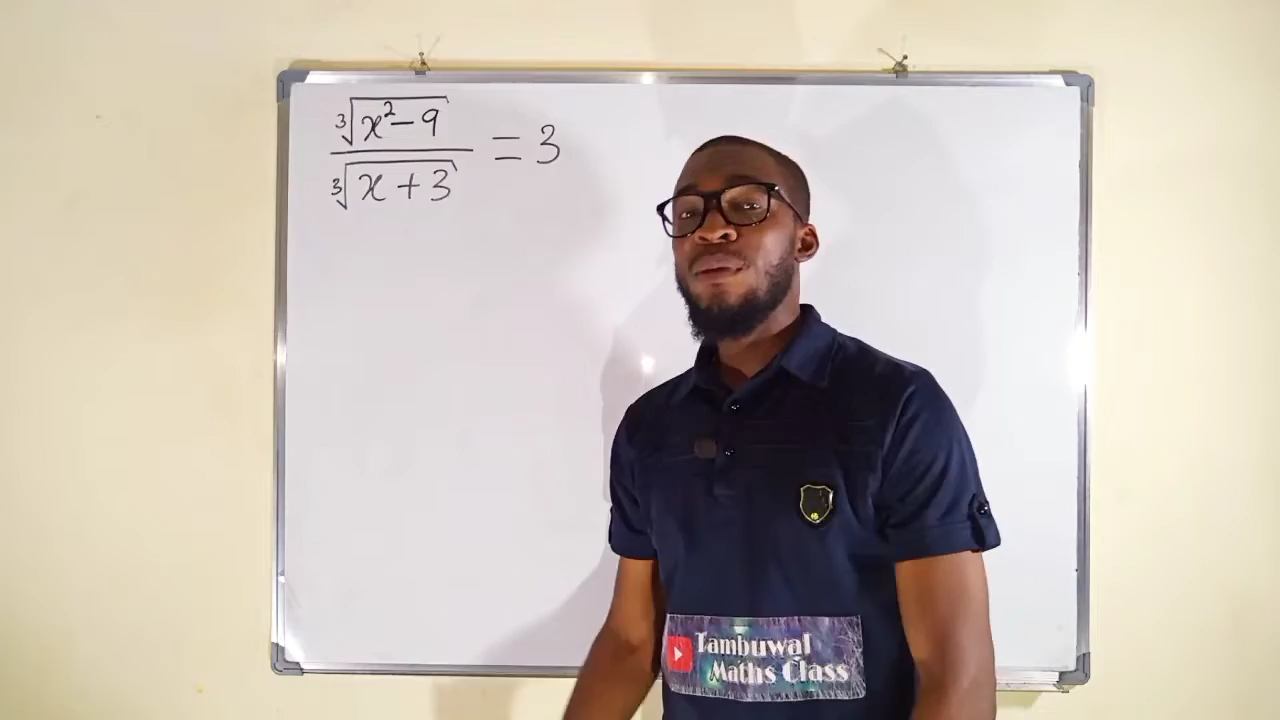 ∛(x²-9)
∛(x+3) = 3
Tambuwal
Maths Class